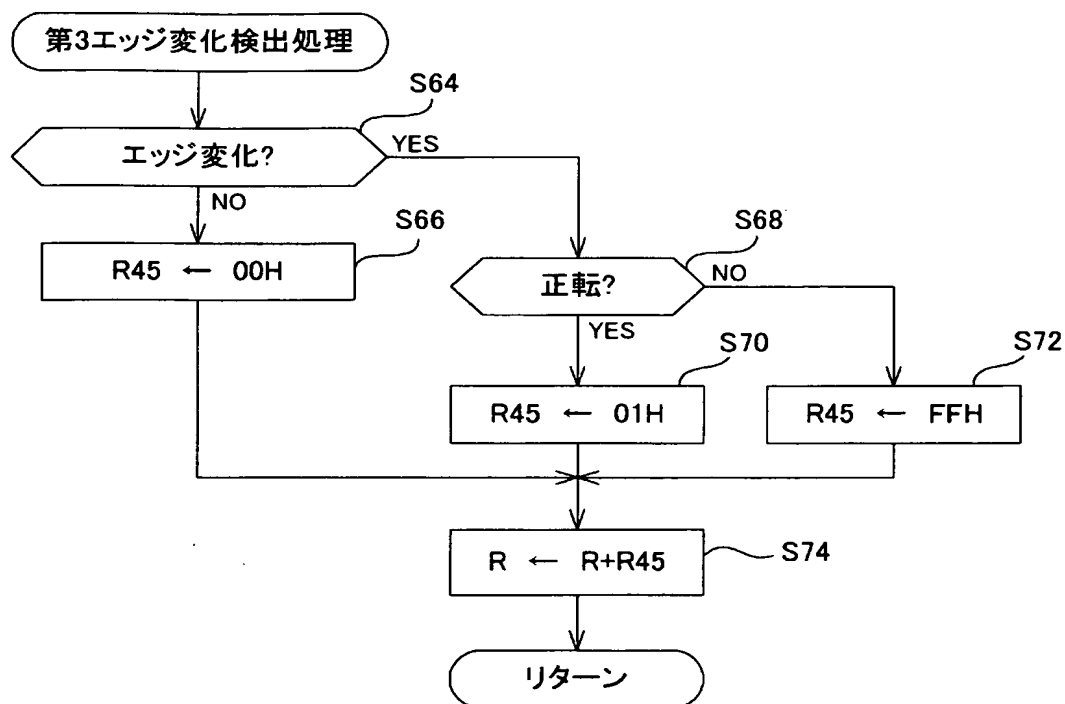 第3エッジ変化検出処理
S64
エッジ変化?
YES
NO
S66
R45 ← 00H
S68
正転?
NO
YES
S70
R45 ← 01H
S72
R45 ← FFH
R ← R+R45
S74
リターン